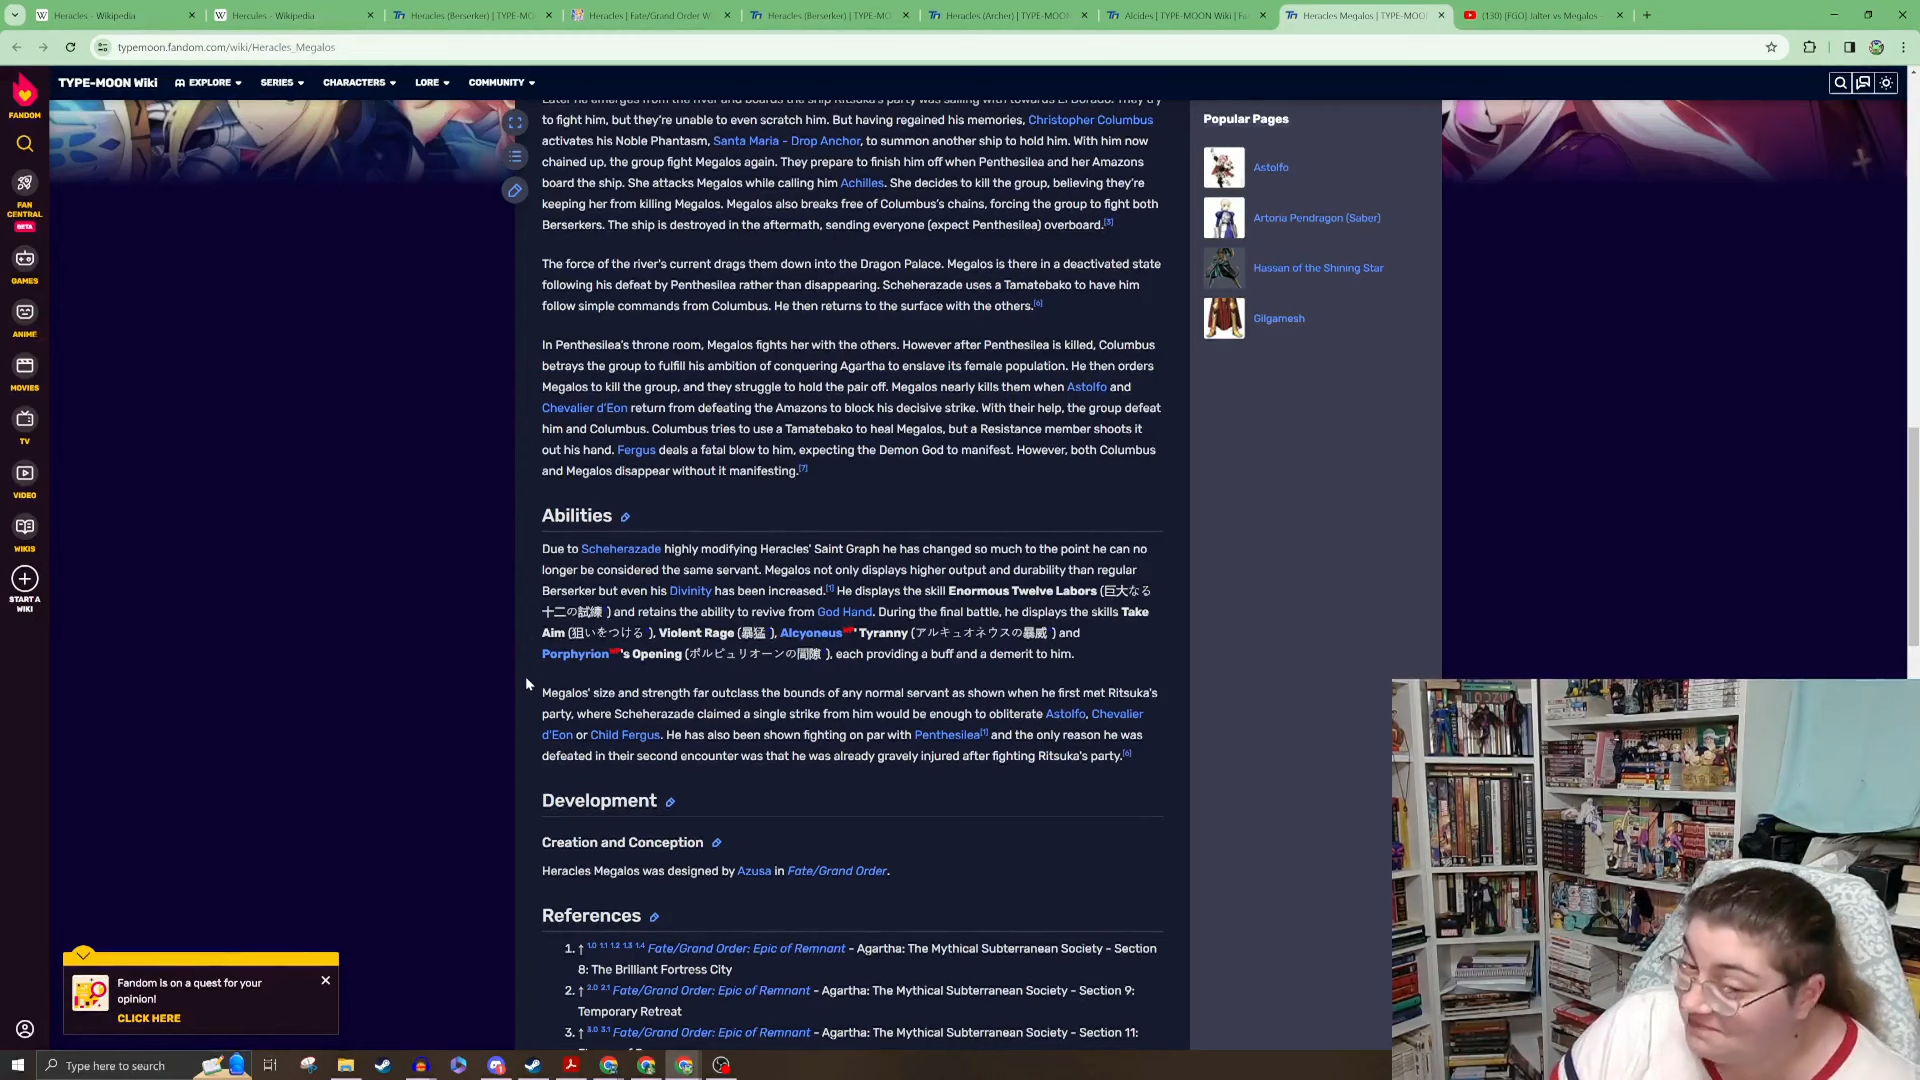 Heracles - Wikipedia
Hercules - Wikipedia
Heracles (Berserker) | TYPE-MO
Heracles | Fate/Grand Order W
Heracles (Berserker) | TYPE-MO
Heracles (Archer) | TYPE-MOON
Alcides | TYPE-MOON Wiki | Fa
Heracles Megalos | TYPE-MOO
(130) [FGO] Jalter vs Megalos -
typemoon.fandom.com/wiki/Heracles_Megalos
FANDOM
TYPE-MOON Wiki
EXPLORE
SERIES
CHARACTERS
LORE
COMMUNITY
FAN CENTRAL
BETA
GAMES
ANIME
MOVIES
TV
VIDEO
WIKIS
START A WIKI
Later he emerges from the river and boards the ship Ritsuka's party was sailing with towards El Dorado. They try
to fight him, but they're unable to even scratch him. But having regained his memories, Christopher Columbus
activates his Noble Phantasm, Santa Maria - Drop Anchor, to summon another ship to hold him. With him now
chained up, the group fight Megalos again. They prepare to finish him off when Penthesilea and her Amazons
board the ship. She attacks Megalos while calling him Achilles. She decides to kill the group, believing they're
keeping her from killing Megalos. Megalos also breaks free of Columbus's chains, forcing the group to fight both
Berserkers. The ship is destroyed in the aftermath, sending everyone (expect Penthesilea) overboard.[3]
The force of the river's current drags them down into the Dragon Palace. Megalos is there in a deactivated state
following his defeat by Penthesilea rather than disappearing. Scheherazade uses a Tamatebako to have him
follow simple commands from Columbus. He then returns to the surface with the others.[6]
In Penthesilea's throne room, Megalos fights her with the others. However after Penthesilea is killed, Columbus
betrays the group to fulfill his ambition of conquering Agartha to enslave its female population. He then orders
Megalos to kill the group, and they struggle to hold the pair off. Megalos nearly kills them when Astolfo and
Chevalier d'Eon return from defeating the Amazons to block his decisive strike. With their help, the group defeat
him and Columbus. Columbus tries to use a Tamatebako to heal Megalos, but a Resistance member shoots it
out his hand. Fergus deals a fatal blow to him, expecting the Demon God to manifest. However, both Columbus
and Megalos disappear without it manifesting.[7]
Abilities
Due to Scheherazade highly modifying Heracles' Saint Graph he has changed so much to the point he can no
longer be considered the same servant. Megalos not only displays higher output and durability than regular
Berserker but even his Divinity has been increased.[1] He displays the skill Enormous Twelve Labors (巨大なる
十二の試練 ) and retains the ability to revive from God Hand. During the final battle, he displays the skills Take
Aim (狙いをつける ), Violent Rage (暴猛 ), AlcyoneusWP' Tyranny (アルキュオネウスの暴威 ) and
PorphyrionWP's Opening (ポルピュリオーンの間隙 ), each providing a buff and a demerit to him.
Megalos' size and strength far outclass the bounds of any normal servant as shown when he first met Ritsuka's
party, where Scheherazade claimed a single strike from him would be enough to obliterate Astolfo, Chevalier
d'Eon or Child Fergus. He has also been shown fighting on par with Penthesilea[1] and the only reason he was
defeated in their second encounter was that he was already gravely injured after fighting Ritsuka's party.[6]
Development
Creation and Conception
Heracles Megalos was designed by Azusa in Fate/Grand Order.
References
1. ↑ 1.0 1.1 1.2 1.3 1.4 Fate/Grand Order: Epic of Remnant - Agartha: The Mythical Subterranean Society - Section
8: The Brilliant Fortress City
2. ↑ 2.0 2.1 Fate/Grand Order: Epic of Remnant - Agartha: The Mythical Subterranean Society - Section 9:
Temporary Retreat
3. ↑ 3.0 3.1 Fate/Grand Order: Epic of Remnant - Agartha: The Mythical Subterranean Society - Section 11:
Popular Pages
Astolfo
Artoria Pendragon (Saber)
Hassan of the Shining Star
Gilgamesh
Fandom is on a quest for your
opinion!
CLICK HERE
Type here to search